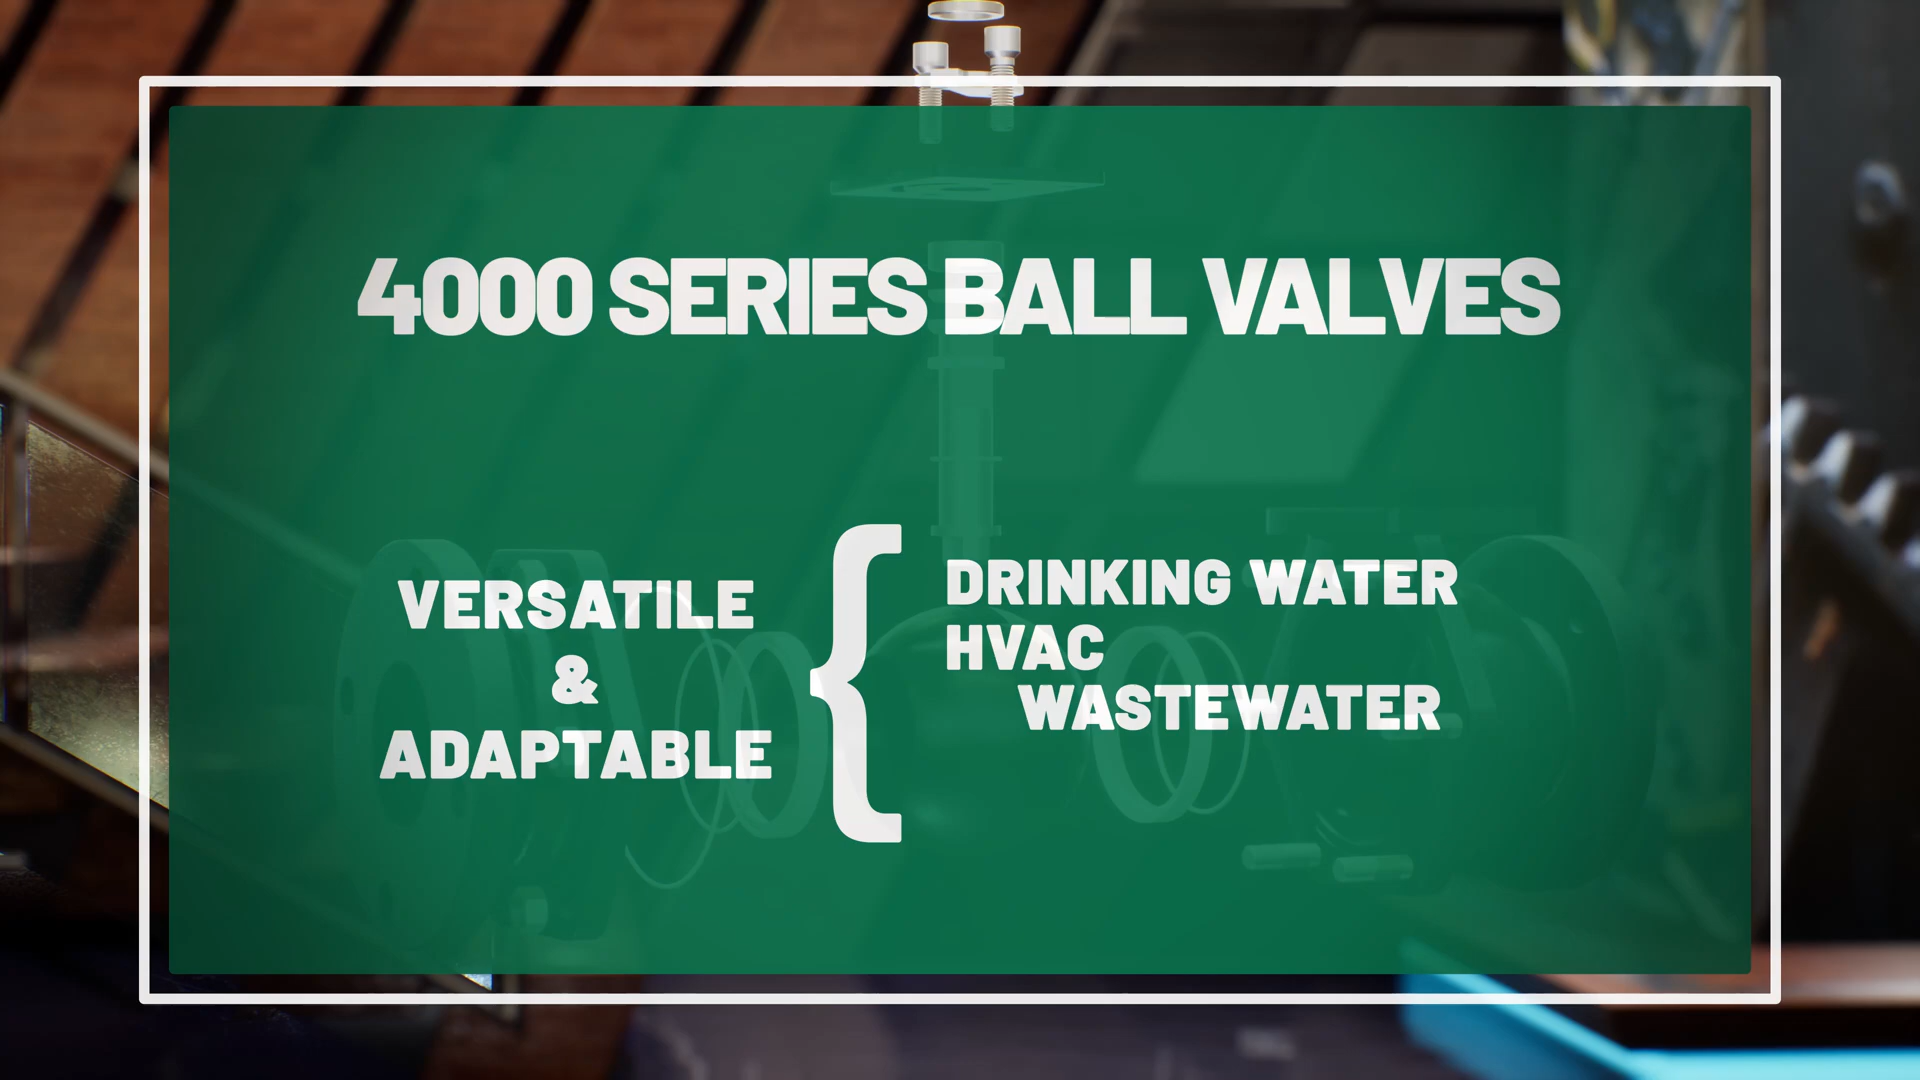 4000 SERIES BALL VALVES
VERSATILE
&
ADAPTABLE
DRINKING WATER
HVAC
WASTEWATER